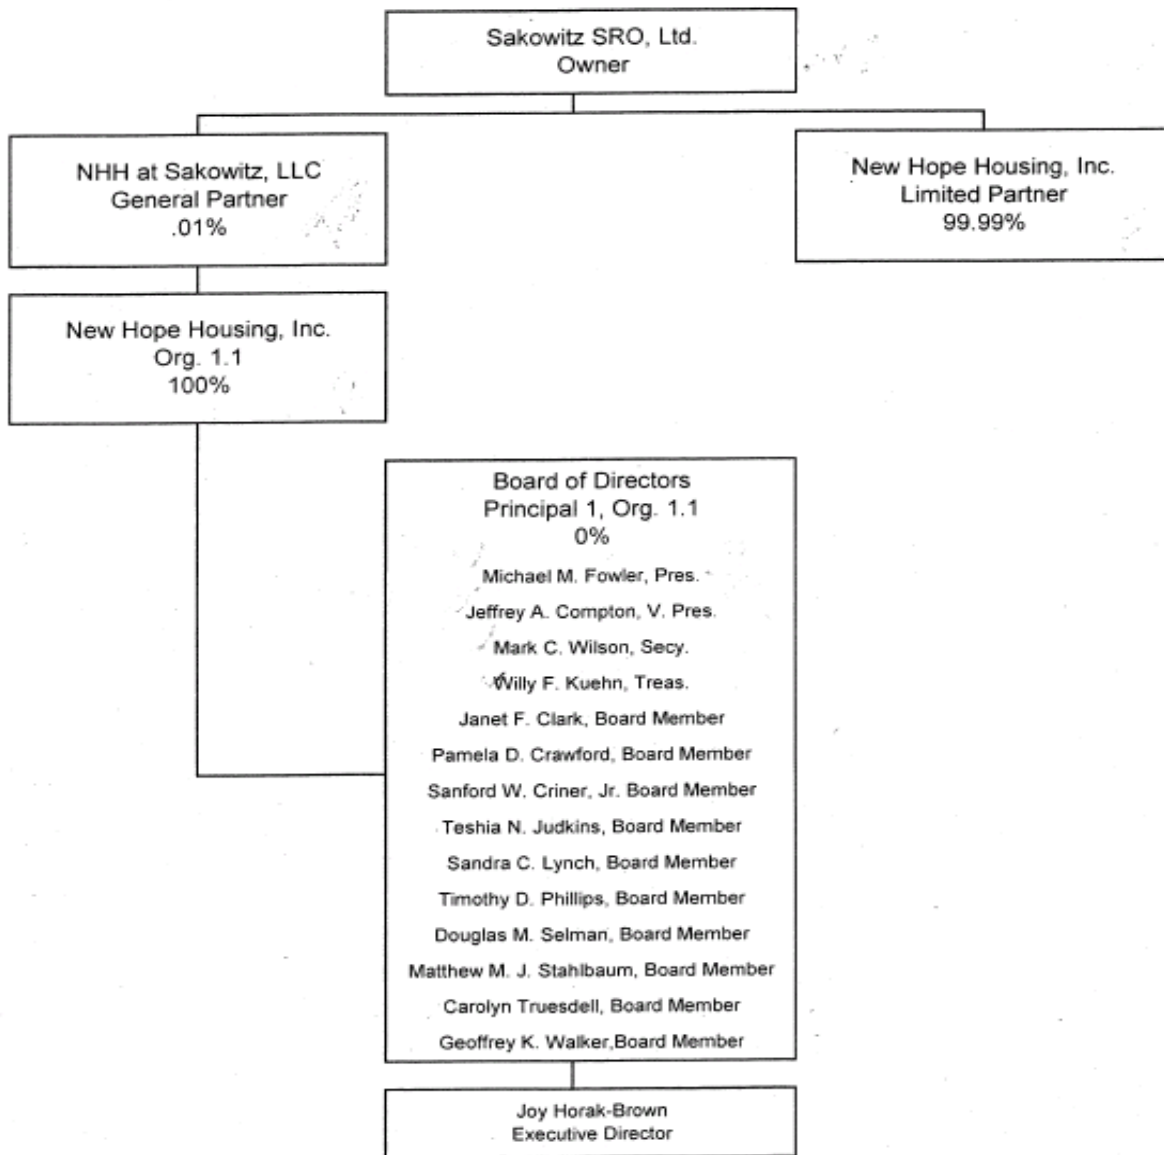 Sakowitz SRO, Ltd.
Owner
NHH at Sakowitz, LLC
General Partner
.01%
New Hope Housing, Inc.
Limited Partner
99.99%
New Hope Housing, Inc.
Org. 1.1
100%
Board of Directors
Principal 1, Org. 1.1
0%
Michael M. Fowler, Pres.
Jeffrey A. Compton, V. Pres.
Mark C. Wilson, Secy.
Willy F. Kuehn, Treas.
Janet F. Clark, Board Member
Pamela D. Crawford, Board Member
Sanford W. Criner, Jr. Board Member
Teshia N. Judkins, Board Member
Sandra C. Lynch, Board Member
Timothy D. Phillips, Board Member
Douglas M. Selman, Board Member
Matthew M. J. Stahlbaum, Board Member
Carolyn Truesdell, Board Member
Geoffrey K. Walker,Board Member
Joy Horak-Brown
Executive Director